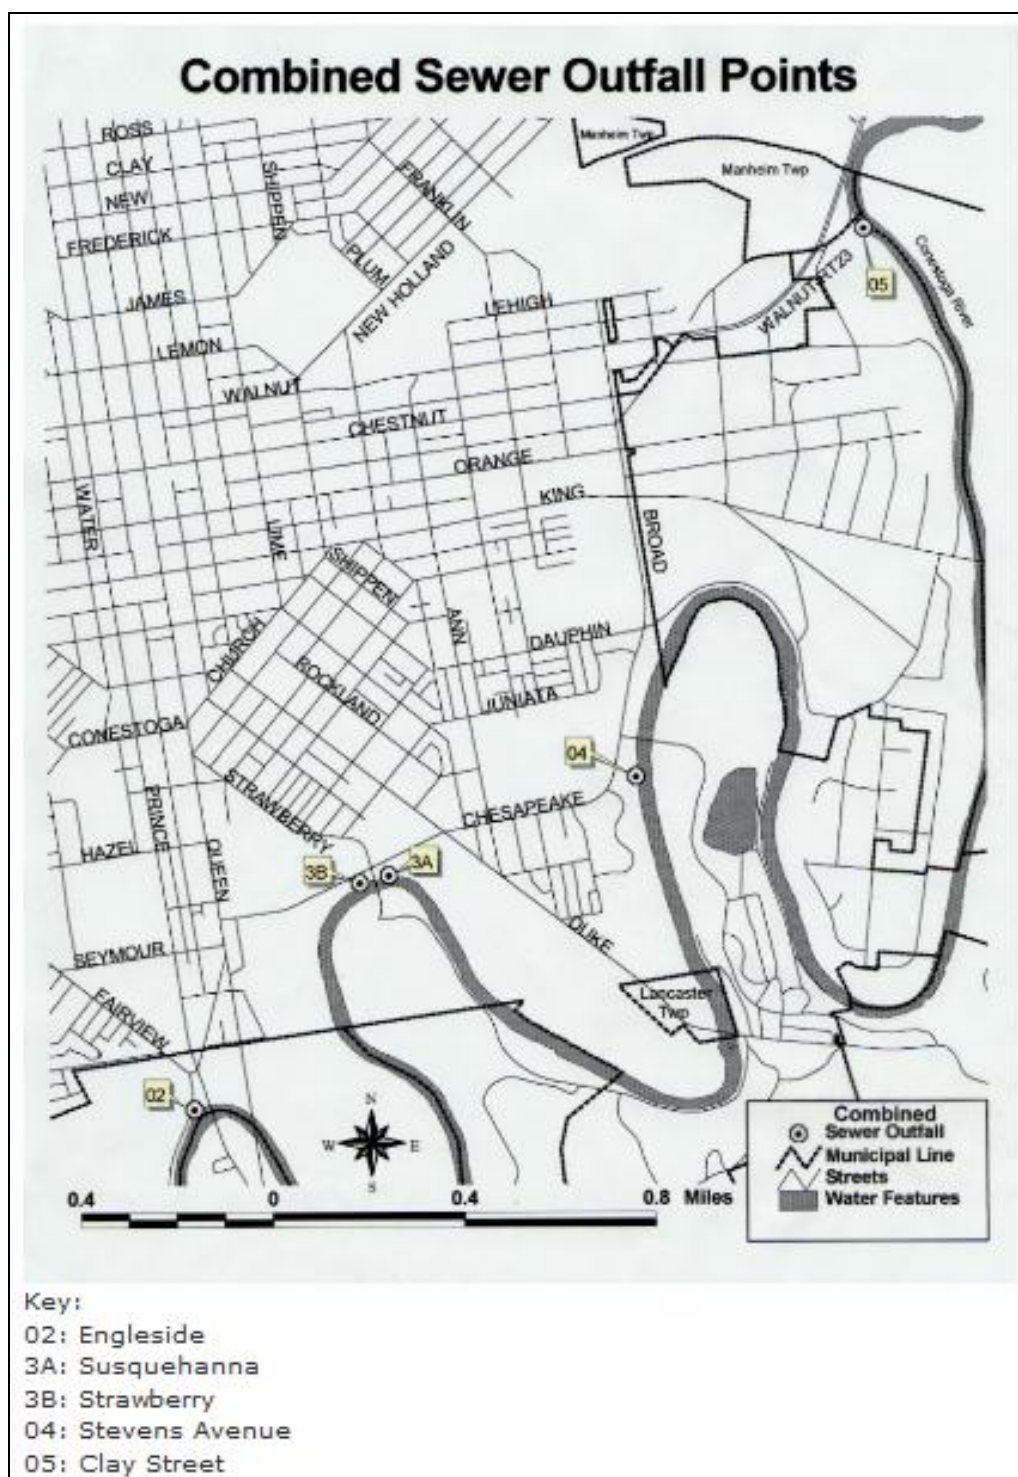 Combined Sewer Outfall Points
ROSS
CLAY
NEW
FREDERICK
SHIPPEN
FRANKLIN
PLUM
NEW HOLLAND
JAMES
LEMON
WALNUT
LEHIGH
CHESTNUT
ORANGE
KING
Manheim Twp
Manheim Twp
WALNUT-RT23
05
Conestoga River
WATER
LIME
SHIPPEN
BROAD
ANN
DAUPHIN
CHURCH
ROCKLAND
JUNIATA
CONESTOGA
04
STRAWBERRY
CHESAPEAKE
PRINCE
QUEEN
HAZEL
3B
3A
DUKE
SEYMOUR
FAIRVIEW
Lancaster
Twp
02
N
W E
S
0.4 0 0.4 0.8 Miles
Combined
Sewer Outfall
Municipal Line
Streets
Water Features
Key:
02: Engleside
3A: Susquehanna
3B: Strawberry
04: Stevens Avenue
05: Clay Street